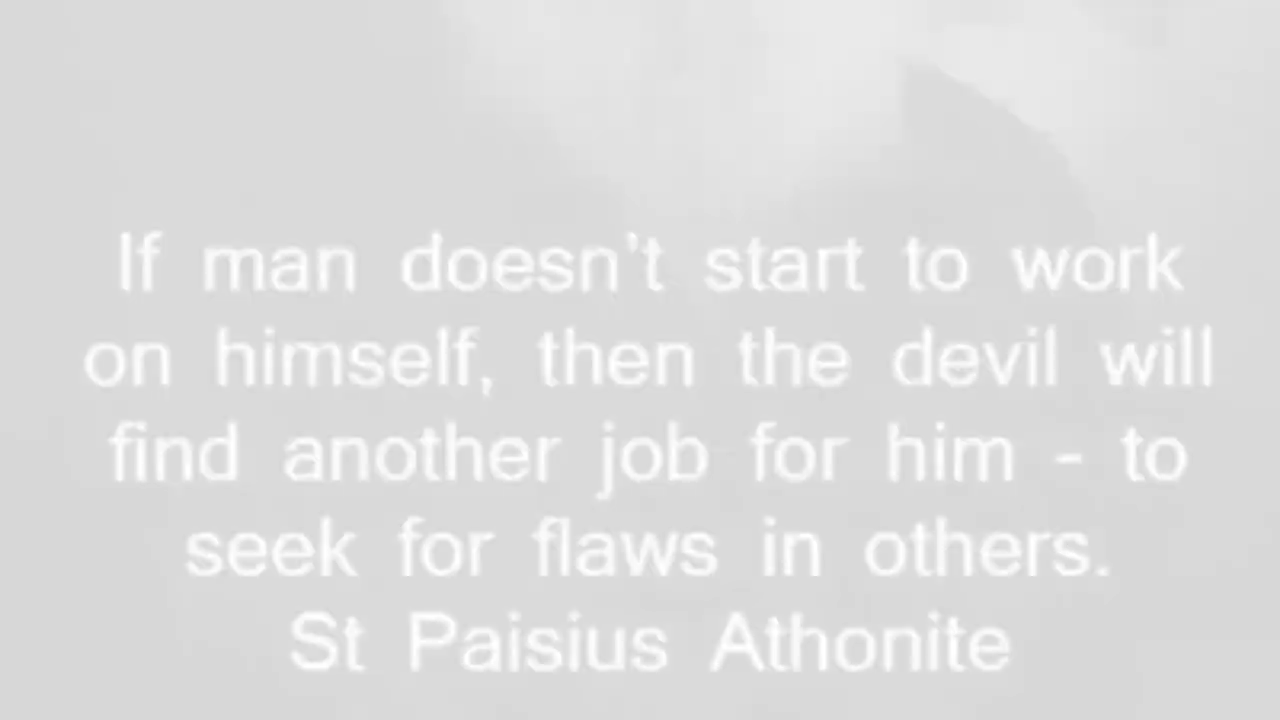 If man doesn't start to work
on himself, then the devil will
find another job for him - to
seek for flaws in others.
St Paisius Athonite